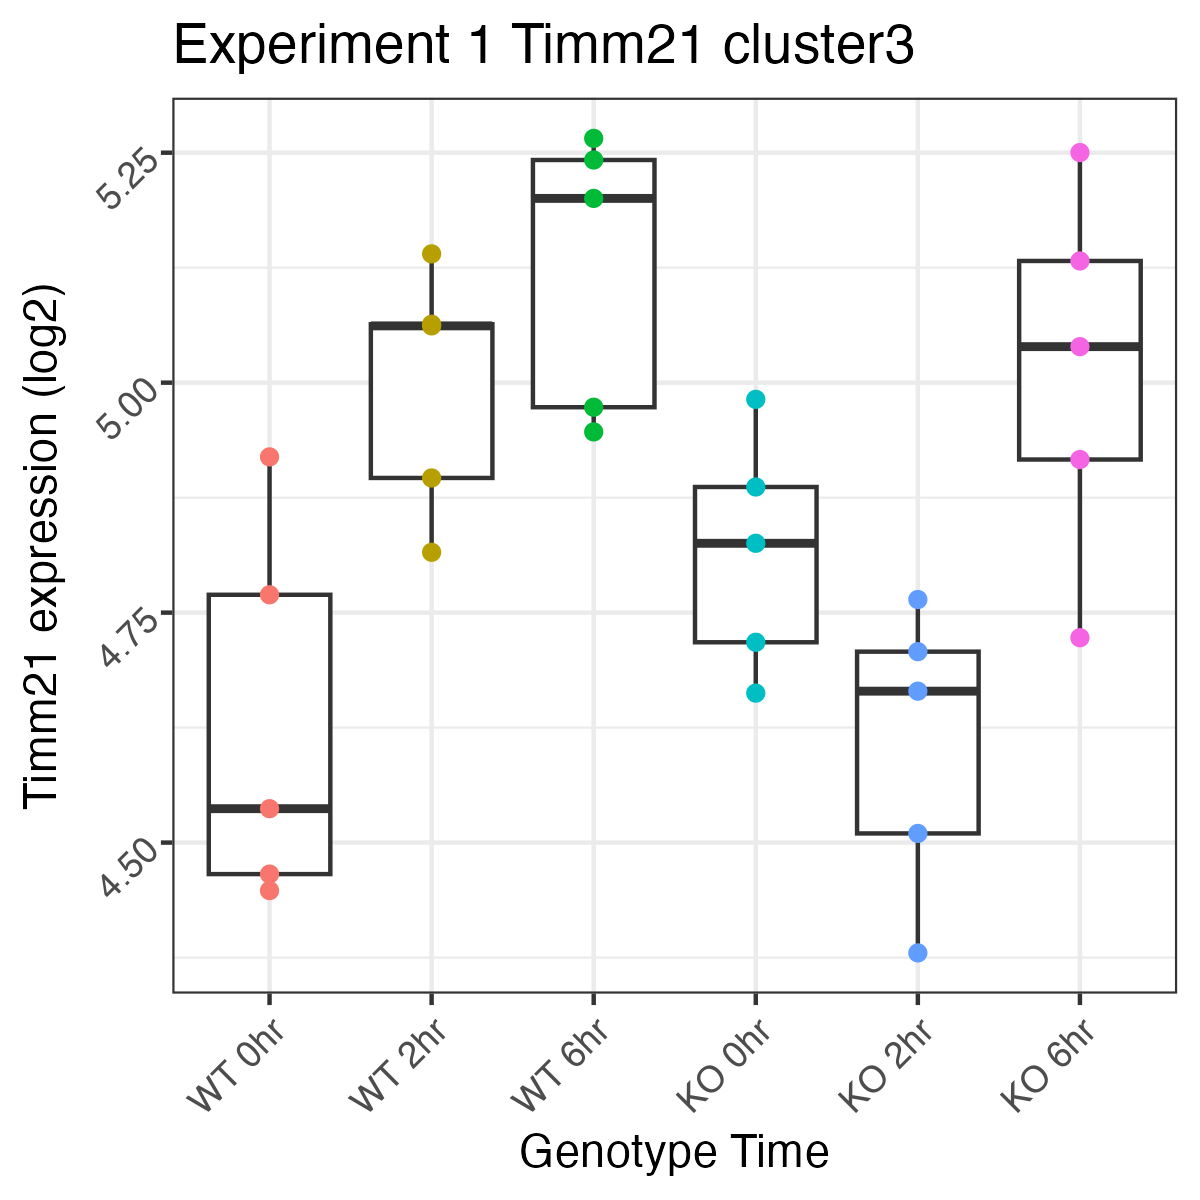 Experiment 1 Timm21 cluster3
Timm21 expression (log2)
5.25
5.00
4.75
4.50
WT 0hr
WT 2hr
WT 6hr
KO 0hr
KO 2hr
KO 6hr
Genotype Time